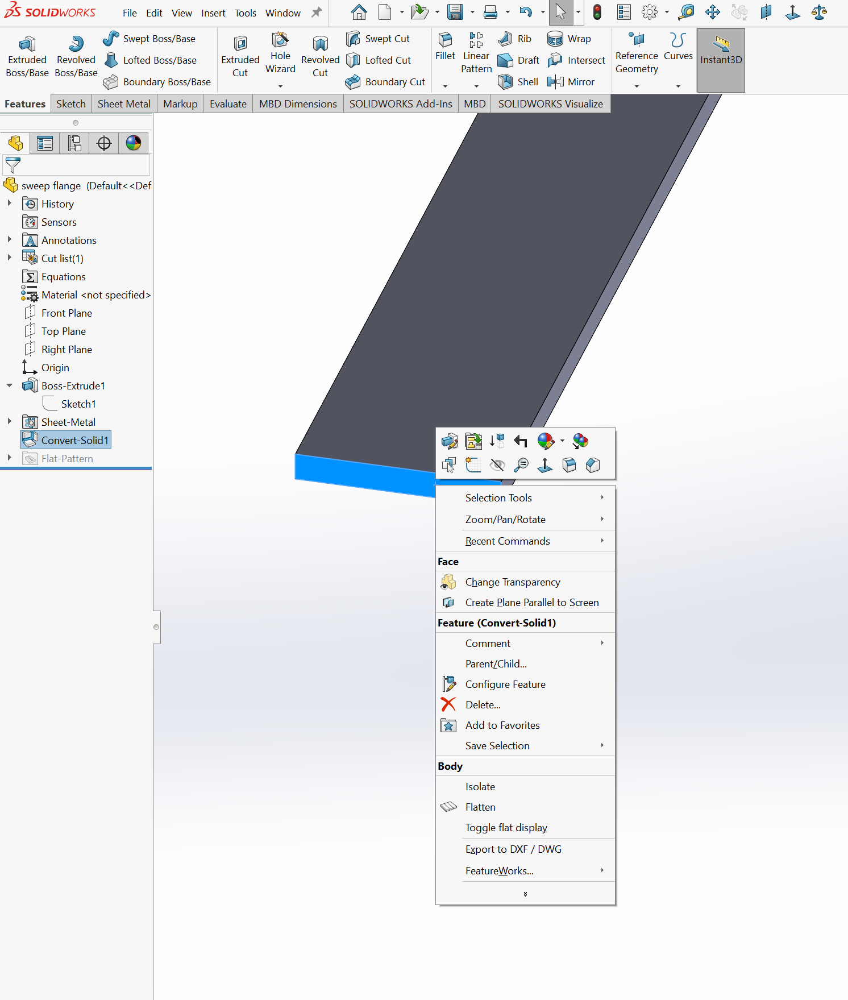 SOLIDWORKS File Edit View Insert Tools Window
Extruded Boss/Base
Revolved Boss/Base
Swept Boss/Base
Lofted Boss/Base
Boundary Boss/Base
Extruded Cut
Hole Wizard
Revolved Cut
Swept Cut
Lofted Cut
Boundary Cut
Fillet
Linear Pattern
Rib
Draft
Shell
Wrap
Intersect
Mirror
Reference Geometry
Curves
Instant3D
Features Sketch Sheet Metal Markup Evaluate MBD Dimensions SOLIDWORKS Add-Ins MBD SOLIDWORKS Visualize
sweep flange (Default<<Def
History
Sensors
Annotations
Cut list(1)
Equations
Material <not specified>
Front Plane
Top Plane
Right Plane
Origin
Boss-Extrude1
Sketch1
Sheet-Metal
Convert-Solid1
Flat-Pattern
Selection Tools
Zoom/Pan/Rotate
Recent Commands
Face
Change Transparency
Create Plane Parallel to Screen
Feature (Convert-Solid1)
Comment
Parent/Child...
Configure Feature
Delete...
Add to Favorites
Save Selection
Body
Isolate
Flatten
Toggle flat display
Export to DXF / DWG
FeatureWorks...